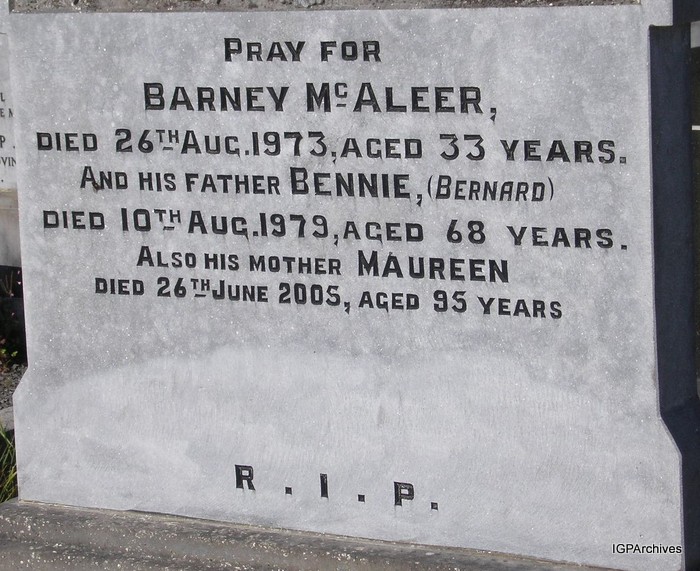 PRAY FOR
BARNEY McALEER,
DIED 26TH AUG. 1973, AGED 33 YEARS.
AND HIS FATHER BENNIE, (BERNARD)
DIED 10TH AUG. 1979, AGED 68 YEARS.
ALSO HIS MOTHER MAUREEN
DIED 26TH JUNE 2005, AGED 95 YEARS
R . I . P.
IGPArchives